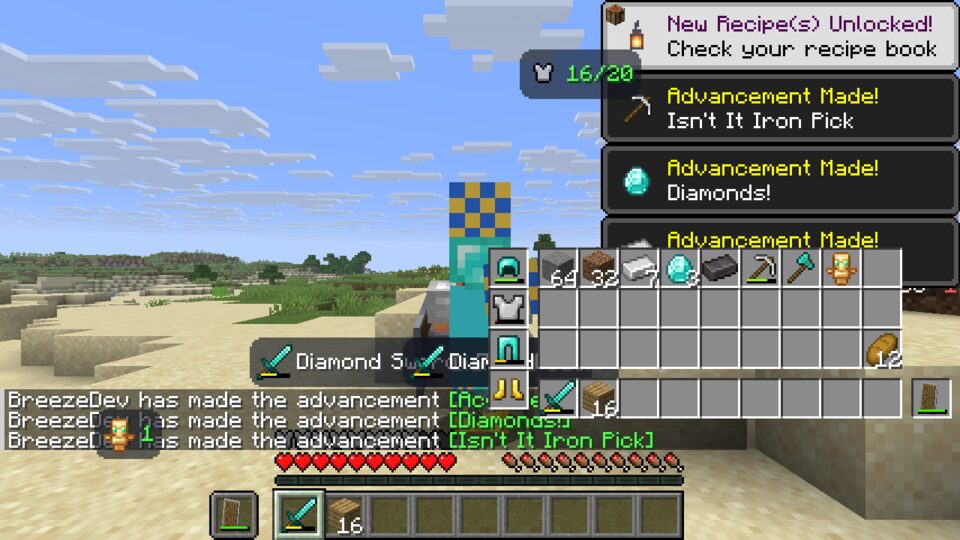 New Recipe(s) Unlocked!
Check your recipe book
16/20
Advancement Made!
Isn't It Iron Pick
Advancement Made!
Diamonds!
Advancement Made!
64
32
7
3
12
Diamond
16
BreezeDev has made the advancement
BreezeDev has made the advancement [Diamonds!]
1
has made the advancement [Isn't It Iron Pick]
16